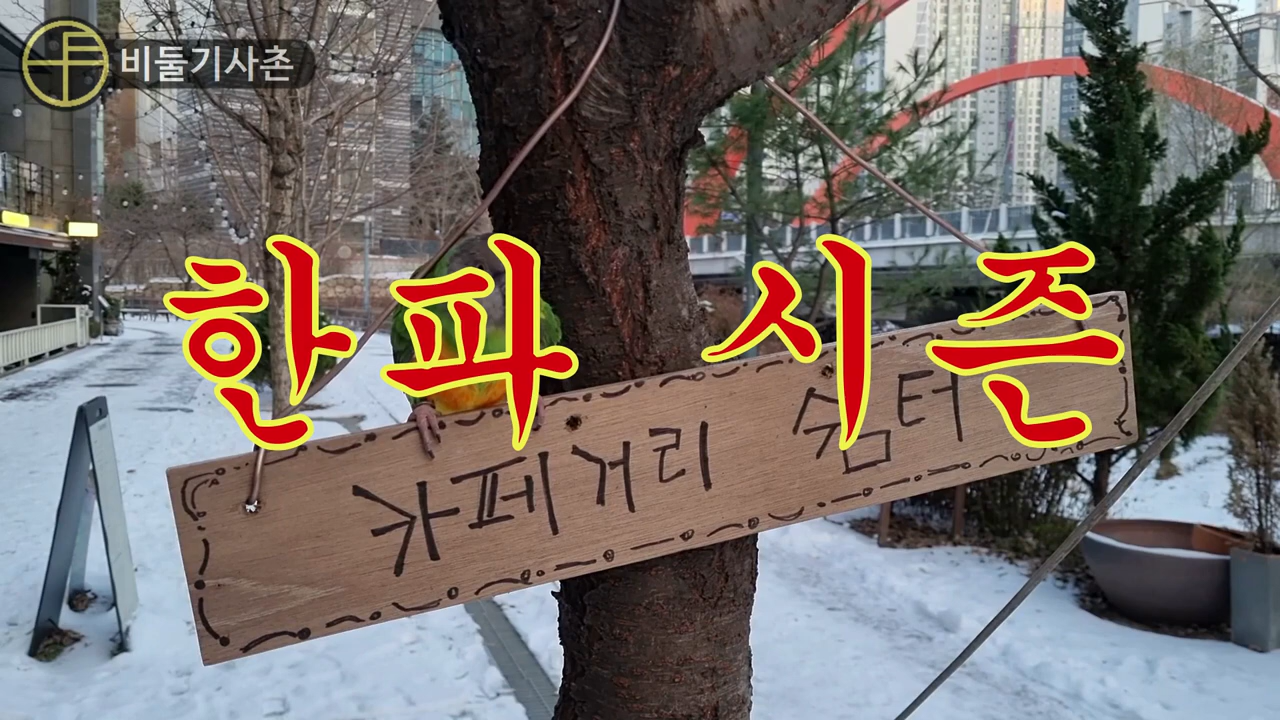 비둘기사촌
한파 시즌
카페거리 쉼터